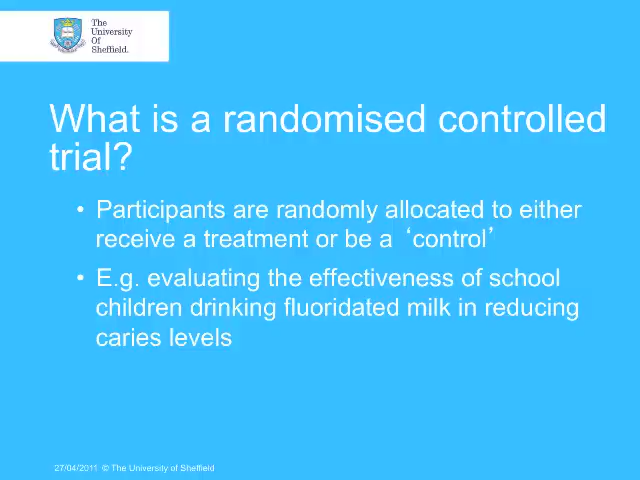 The
University
Of
Sheffield.
What is a randomised controlled
trial?
• Participants are randomly allocated to either
receive a treatment or be a ‘control’
• E.g. evaluating the effectiveness of school
children drinking fluoridated milk in reducing
caries levels
27/04/2011 © The University of Sheffield